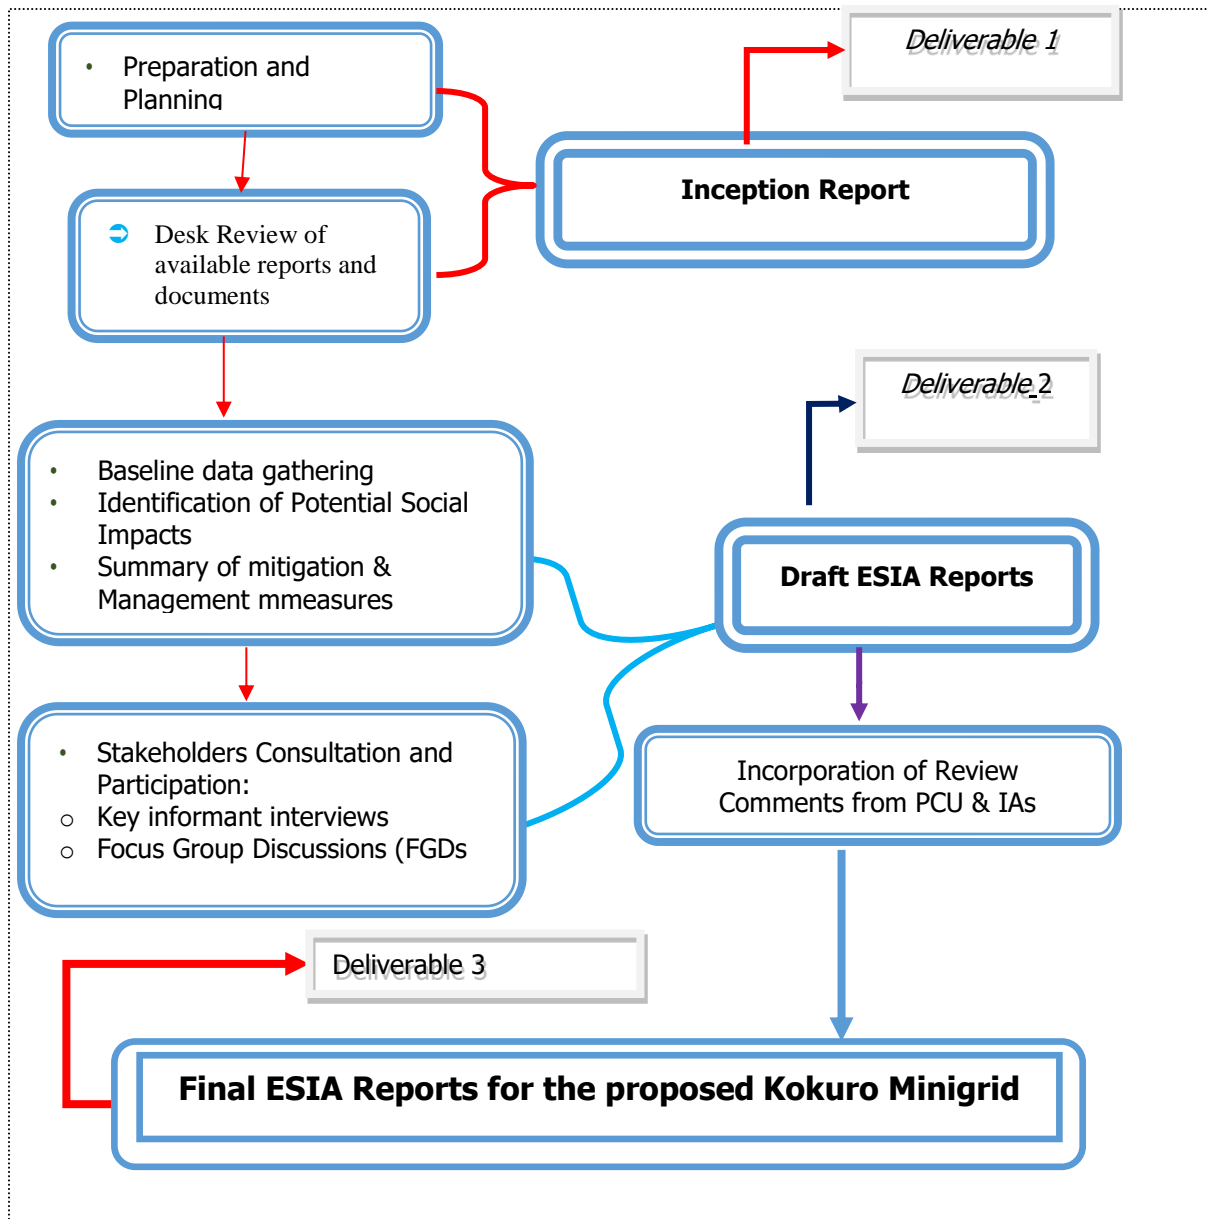 Deliverable 1
• Preparation and
Planning
Inception Report
➲ Desk Review of
available reports and
documents
Deliverable 2
• Baseline data gathering
• Identification of Potential Social
Impacts
• Summary of mitigation &
Management mmeasures
Draft ESIA Reports
• Stakeholders Consultation and
Participation:
o Key informant interviews
o Focus Group Discussions (FGDs
Incorporation of Review
Comments from PCU & IAs
Deliverable 3
Final ESIA Reports for the proposed Kokuro Minigrid